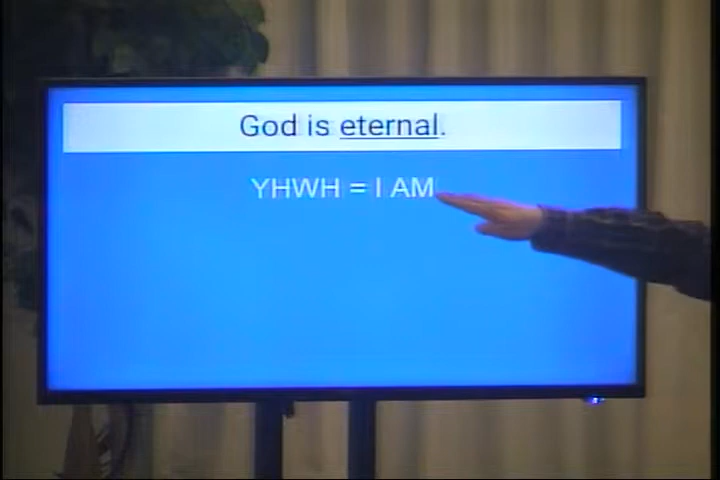 God is eternal.
YHWH = I AM